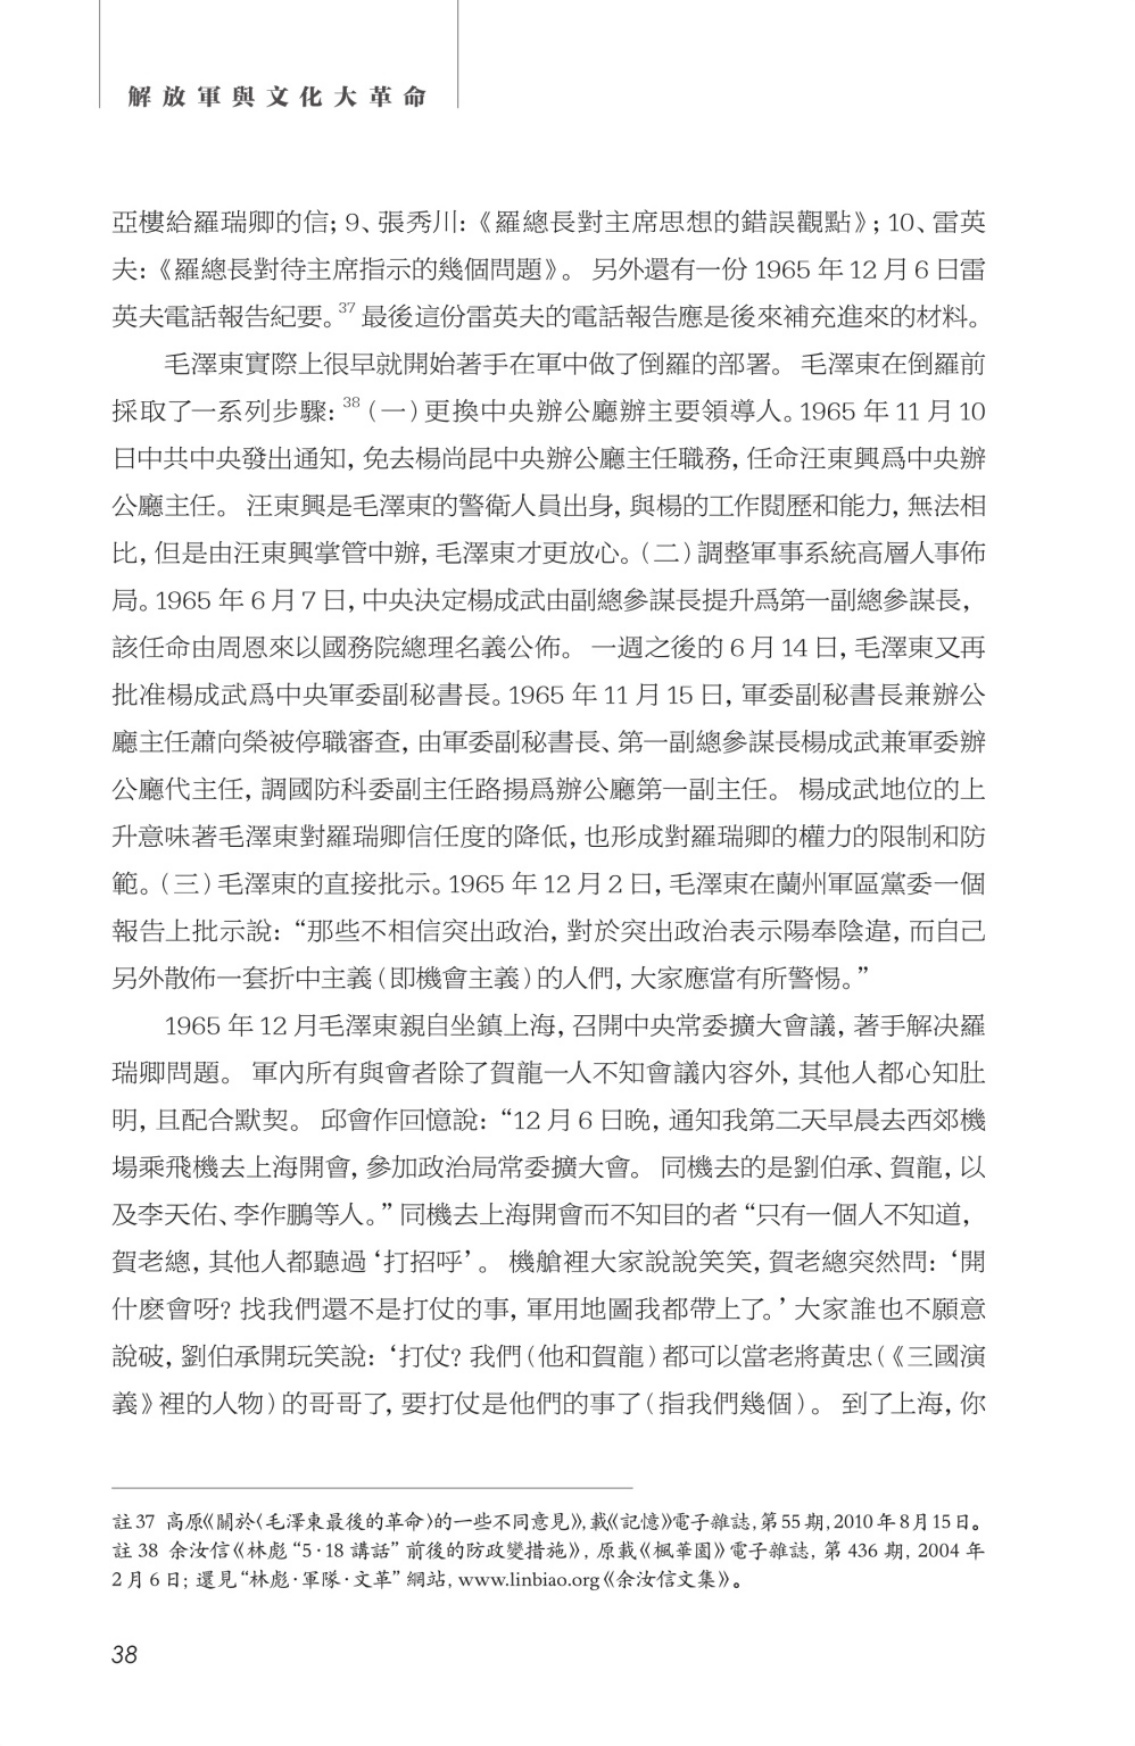 解放軍與文化大革命
亞樓給羅瑞卿的信; 9、張秀川:《羅總長對主席思想的錯誤觀點》; 10、雷英
夫:《羅總長對待主席指示的幾個問題》。 另外還有一份 1965 年 12 月 6 日雷
英夫電話報告紀要。37 最後這份雷英夫的電話報告應是後來補充進來的材料。
毛澤東實際上很早就開始著手在軍中做了倒羅的部署。 毛澤東在倒羅前
採取了一系列步驟: 38 (一) 更換中央辦公廳辦主要領導人。1965 年 11 月 10
日中共中央發出通知, 免去楊尚昆中央辦公廳主任職務, 任命汪東興爲中央辦
公廳主任。 汪東興是毛澤東的警衛人員出身, 與楊的工作閱歷和能力, 無法相
比, 但是由汪東興掌管中辦, 毛澤東才更放心。(二) 調整軍事系統高層人事佈
局。1965 年 6 月 7 日, 中央決定楊成武由副總參謀長提升爲第一副總參謀長,
該任命由周恩來以國務院總理名義公佈。 一週之後的 6 月 14 日, 毛澤東又再
批准楊成武爲中央軍委副秘書長。1965 年 11 月 15 日, 軍委副秘書長兼辦公
廳主任蕭向榮被停職審查, 由軍委副秘書長、第一副總參謀長楊成武兼軍委辦
公廳代主任, 調國防科委副主任路揚爲辦公廳第一副主任。 楊成武地位的上
升意味著毛澤東對羅瑞卿信任度的降低, 也形成對羅瑞卿的權力的限制和防
範。(三) 毛澤東的直接批示。1965 年 12 月 2 日, 毛澤東在蘭州軍區黨委一個
報告上批示說: “那些不相信突出政治, 對於突出政治表示陽奉陰違, 而自己
另外散佈一套折中主義 (即機會主義) 的人們, 大家應當有所警惕。”
1965 年 12 月毛澤東親自坐鎮上海, 召開中央常委擴大會議, 著手解決羅
瑞卿問題。 軍內所有與會者除了賀龍一人不知會議內容外, 其他人都心知肚
明, 且配合默契。 邱會作回憶說: “12 月 6 日晚, 通知我第二天早晨去西郊機
場乘飛機去上海開會, 參加政治局常委擴大會。 同機去的是劉伯承、賀龍, 以
及李天佑、李作鵬等人。” 同機去上海開會而不知目的者 “只有一個人不知道,
賀老總, 其他人都聽過 ‘打招呼’ 。 機艙裡大家說說笑笑, 賀老總突然問: ‘開
什麽會呀? 找我們還不是打仗的事, 軍用地圖我都帶上了。’ 大家誰也不願意
說破, 劉伯承開玩笑說: ‘打仗? 我們 (他和賀龍) 都可以當老將黃忠 (《三國演
義》裡的人物) 的哥哥了, 要打仗是他們的事了 (指我們幾個) 。 到了上海, 你
註 37 高原《關於〈毛澤東最後的革命〉的一些不同意見》, 載《記憶》電子雜誌, 第 55 期, 2010 年 8 月 15 日。
註 38 余汝信《林彪 “5·18 講話” 前後的防政變措施》, 原載《楓華園》電子雜誌, 第 436 期, 2004 年
2 月 6 日; 還見 “林彪·軍隊·文革” 網站, www.linbiao.org《余汝信文集》。
38